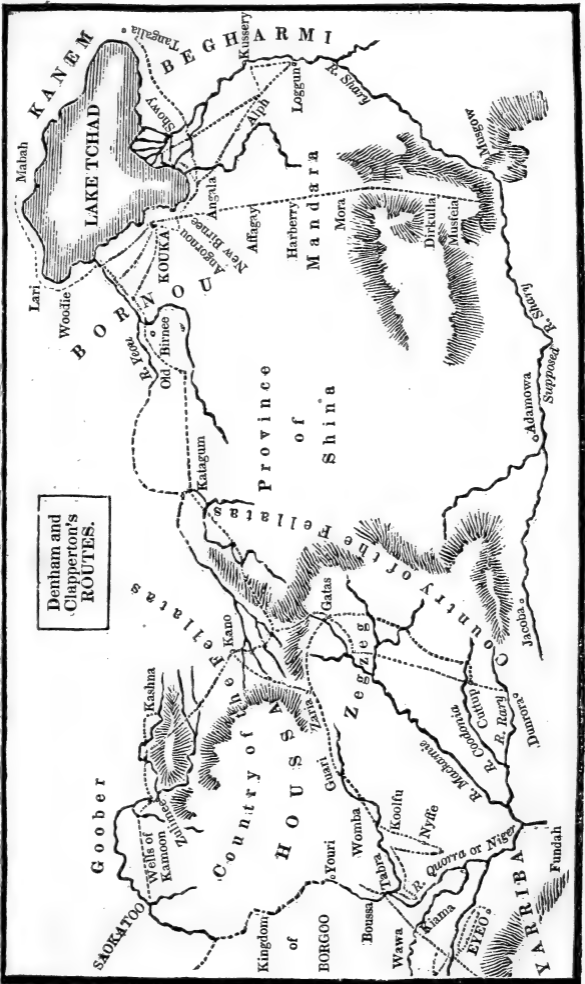 Denham and
Clapperton's
ROUTES.
KANEM
BEGHARMI
Tangalia
Kussery
Mabah
LAKE TCHAD
Showy
Alph
Loggun
R. Shary
Lari
Woodie
KOUKA
Angornou
New Birnee
Angala
Affagay
Harberry
Mandara
Mora
Dirkulla
Musfeia
Musgow
BORNOU
R. Yeou
Old Birnee
Province
of
Shina
Adamowa
Supposed R. Shary
Katagum
Country of the Fellatas
Jacoba
Kano
Gatas
Kashna
Country of the Fellatas
HOUSSA
Zaria
Zegzeg
Guari
R. Coodonia
Cuttup
R. Rary
Dunrora
R. Mackamie
Goober
Wells of
Kamoon
Zulimee
SAOKATOO
Womba
Koolfu
Nyffe
Youri
Tabra
R. Quorra or Niger
Kingdom
of
BORGOO
Boussa
Wawa
Kiama
EYEO
YARRIBA
Fundah